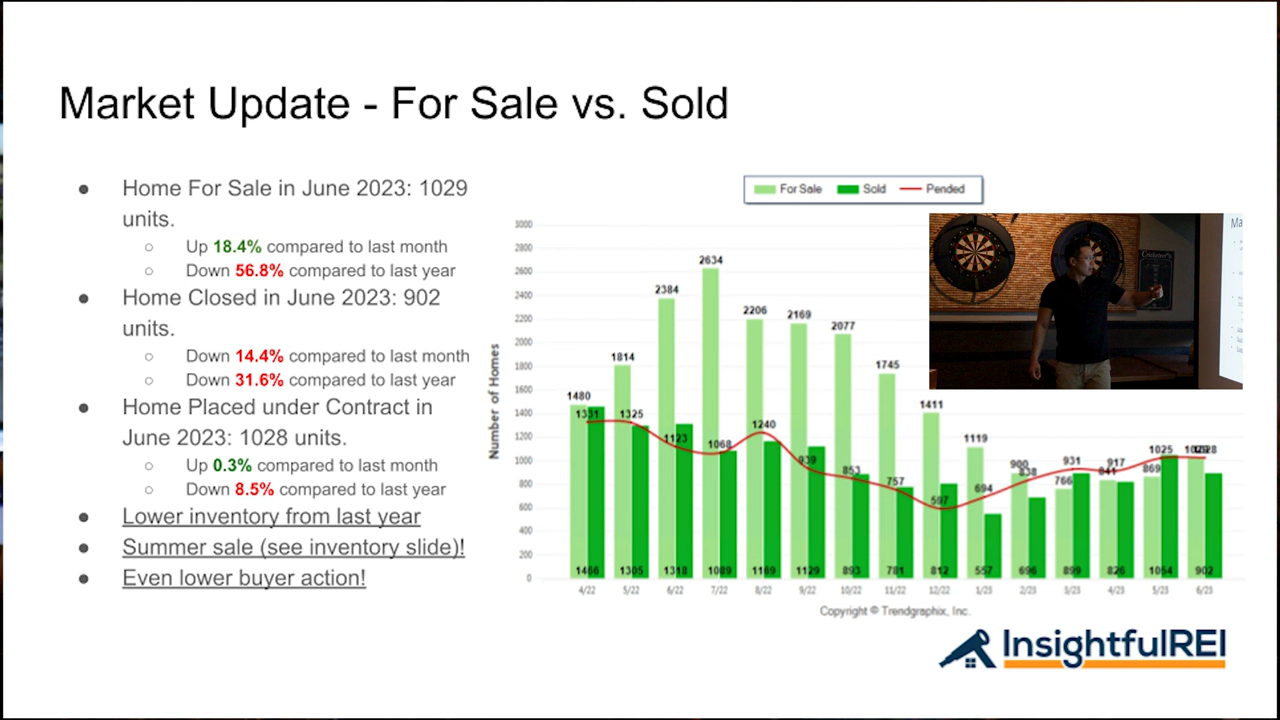 Market Update - For Sale vs. Sold
● Home For Sale in June 2023: 1029
units.
○ Up 18.4% compared to last month
○ Down 56.8% compared to last year
● Home Closed in June 2023: 902
units.
○ Down 14.4% compared to last month
○ Down 31.6% compared to last year
● Home Placed under Contract in
June 2023: 1028 units.
○ Up 0.3% compared to last month
○ Down 8.5% compared to last year
● Lower inventory from last year
● Summer sale (see inventory slide)!
● Even lower buyer action!
For Sale Sold Pended
Number of Homes
3000
2800
2600
2400
2200
2000
1800
1600
1400
1200
1000
800
600
400
200
0
1480 1814 2384 2634 2206 2169 2077 1745 1411 1119 900 766 841 869 1029
1331 1325 1123 1068 1240 939 853 757 597 694 838 931 917 1025 1028
1466 1305 1318 1089 1169 1129 893 781 812 557 696 899 826 1054 902
4/22 5/22 6/22 7/22 8/22 9/22 10/22 11/22 12/22 1/23 2/23 3/23 4/23 5/23 6/23
Copyright © Trendgraphix, Inc.
Ma
InsightfulREI